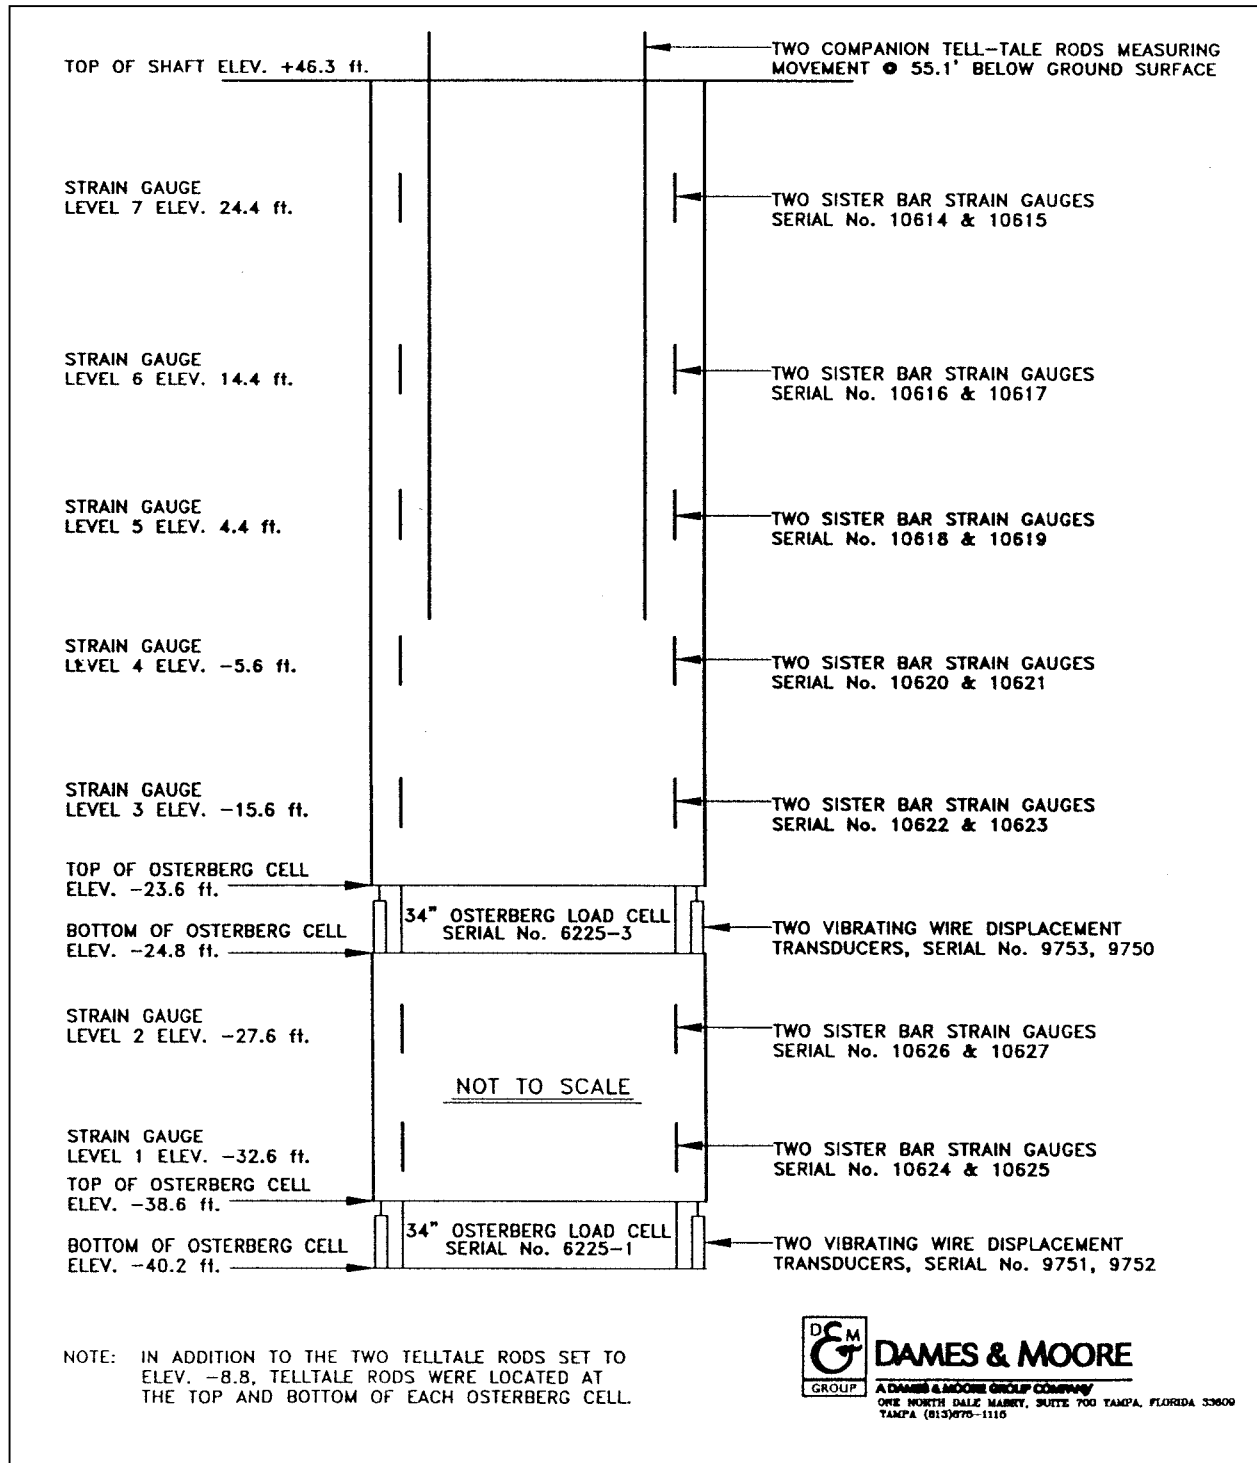 TOP OF SHAFT ELEV. +46.3 ft.
TWO COMPANION TELL-TALE RODS MEASURING
MOVEMENT @ 55.1' BELOW GROUND SURFACE
STRAIN GAUGE
LEVEL 7 ELEV. 24.4 ft.
TWO SISTER BAR STRAIN GAUGES
SERIAL No. 10614 & 10615
STRAIN GAUGE
LEVEL 6 ELEV. 14.4 ft.
TWO SISTER BAR STRAIN GAUGES
SERIAL No. 10616 & 10617
STRAIN GAUGE
LEVEL 5 ELEV. 4.4 ft.
TWO SISTER BAR STRAIN GAUGES
SERIAL No. 10618 & 10619
STRAIN GAUGE
LEVEL 4 ELEV. -5.6 ft.
TWO SISTER BAR STRAIN GAUGES
SERIAL No. 10620 & 10621
STRAIN GAUGE
LEVEL 3 ELEV. -15.6 ft.
TWO SISTER BAR STRAIN GAUGES
SERIAL No. 10622 & 10623
TOP OF OSTERBERG CELL
ELEV. -23.6 ft.
34" OSTERBERG LOAD CELL
SERIAL No. 6225-3
BOTTOM OF OSTERBERG CELL
ELEV. -24.8 ft.
TWO VIBRATING WIRE DISPLACEMENT
TRANSDUCERS, SERIAL No. 9753, 9750
STRAIN GAUGE
LEVEL 2 ELEV. -27.6 ft.
TWO SISTER BAR STRAIN GAUGES
SERIAL No. 10626 & 10627
NOT TO SCALE
STRAIN GAUGE
LEVEL 1 ELEV. -32.6 ft.
TWO SISTER BAR STRAIN GAUGES
SERIAL No. 10624 & 10625
TOP OF OSTERBERG CELL
ELEV. -38.6 ft.
34" OSTERBERG LOAD CELL
SERIAL No. 6225-1
BOTTOM OF OSTERBERG CELL
ELEV. -40.2 ft.
TWO VIBRATING WIRE DISPLACEMENT
TRANSDUCERS, SERIAL No. 9751, 9752
NOTE: IN ADDITION TO THE TWO TELLTALE RODS SET TO
ELEV. -8.8, TELLTALE RODS WERE LOCATED AT
THE TOP AND BOTTOM OF EACH OSTERBERG CELL.
D & M
GROUP
DAMES & MOORE
A DAMES & MOORE GROUP COMPANY
ONE NORTH DALE MABRY, SUITE 700 TAMPA, FLORIDA 33609
TAMPA (813)875-1115